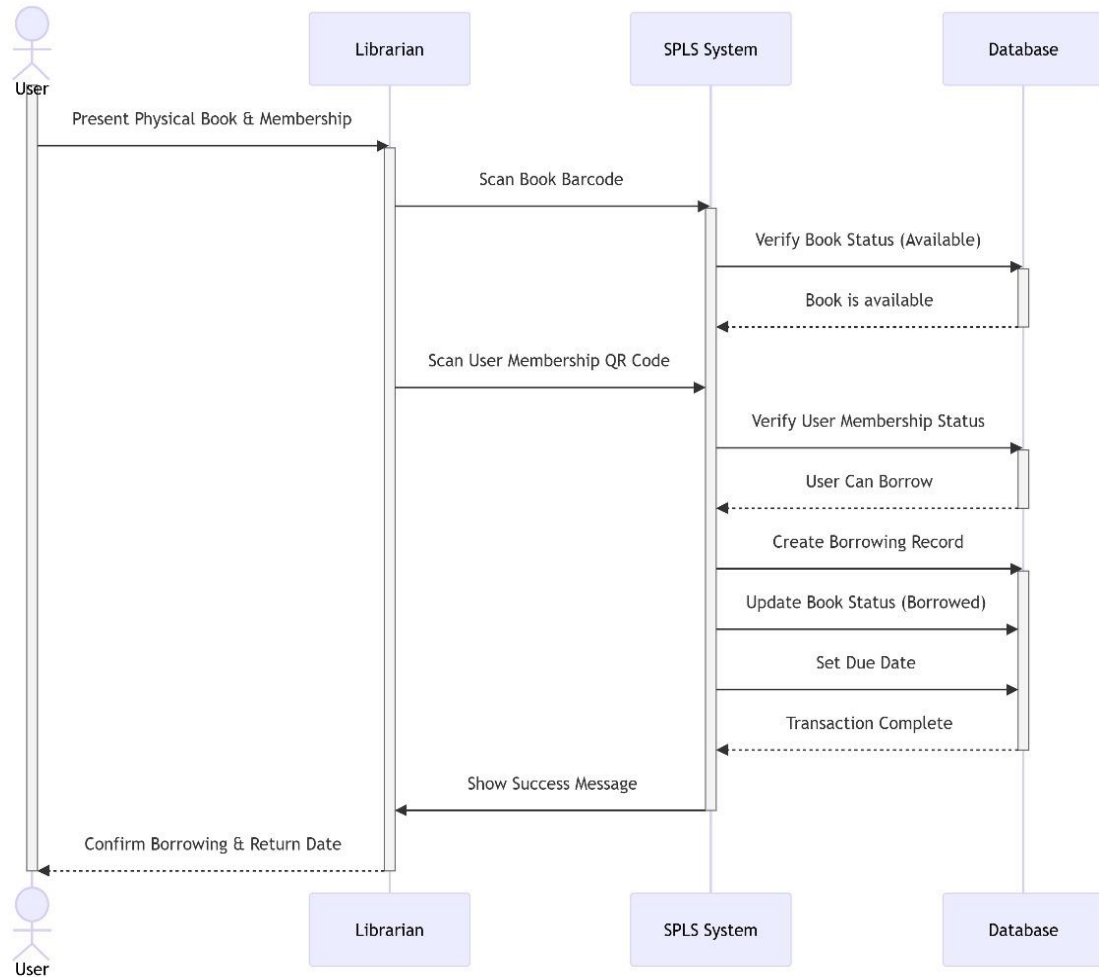 User
Librarian
SPLS System
Database
Present Physical Book & Membership
Scan Book Barcode
Verify Book Status (Available)
Book is available
Scan User Membership QR Code
Verify User Membership Status
User Can Borrow
Create Borrowing Record
Update Book Status (Borrowed)
Set Due Date
Transaction Complete
Show Success Message
Confirm Borrowing & Return Date
User
Librarian
SPLS System
Database